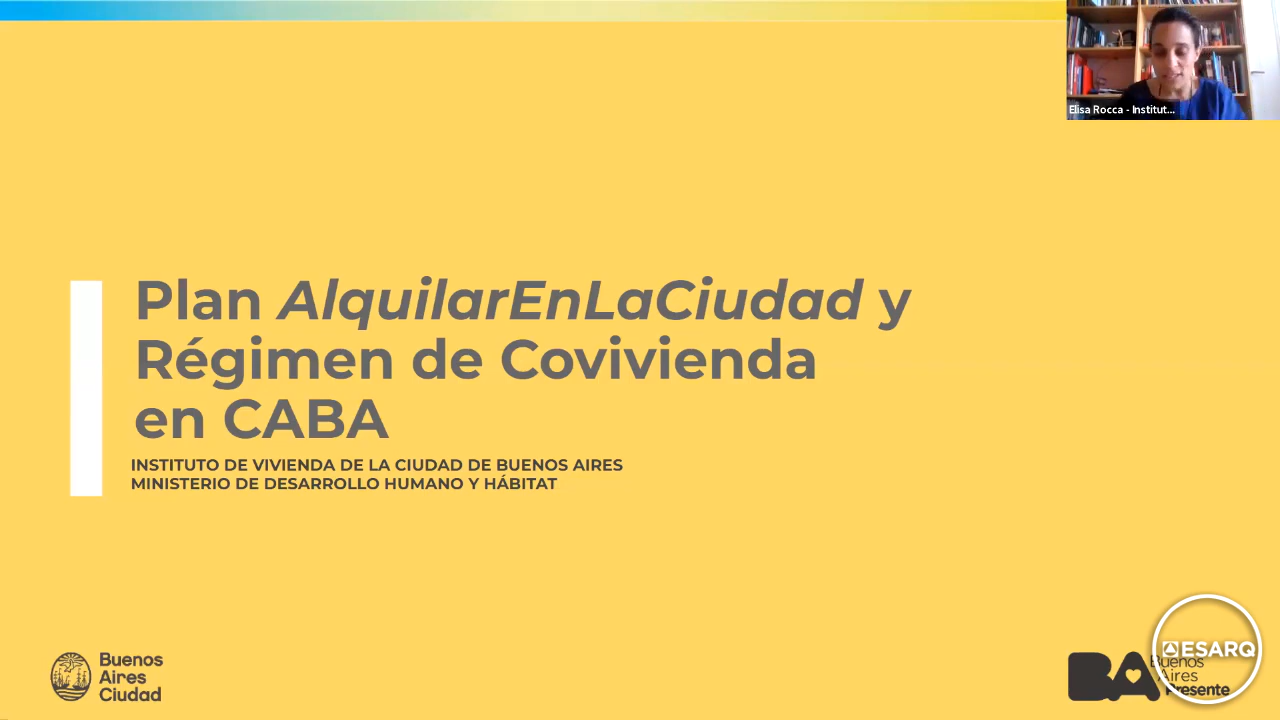 Elisa Rocca - Institut...
Plan AlquilarEnLaCiudad y
Régimen de Covivienda
en CABA
INSTITUTO DE VIVIENDA DE LA CIUDAD DE BUENOS AIRES
MINISTERIO DE DESARROLLO HUMANO Y HÁBITAT
Buenos
Aires
Ciudad
BA
Buenos
Aires
Presente
ESARQ